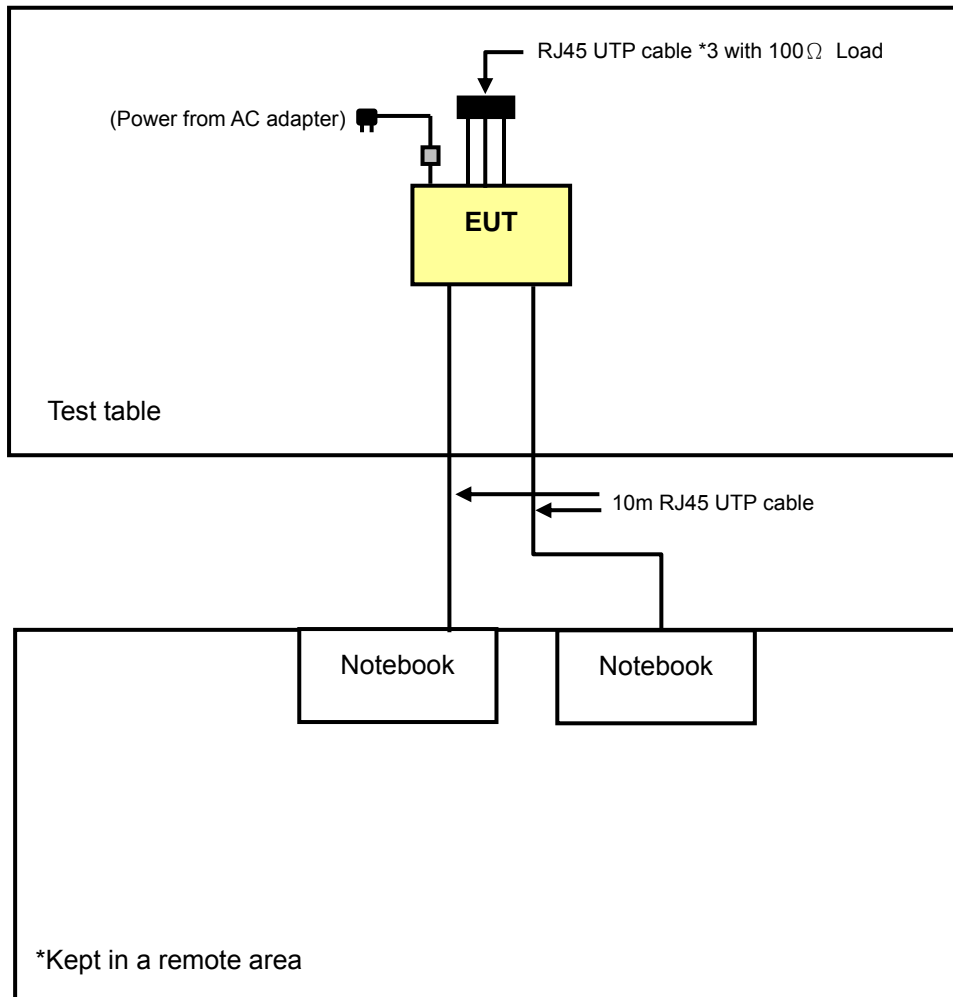 RJ45 UTP cable *3 with 100Ω Load
(Power from AC adapter)
EUT
Test table
10m RJ45 UTP cable
Notebook
Notebook
*Kept in a remote area